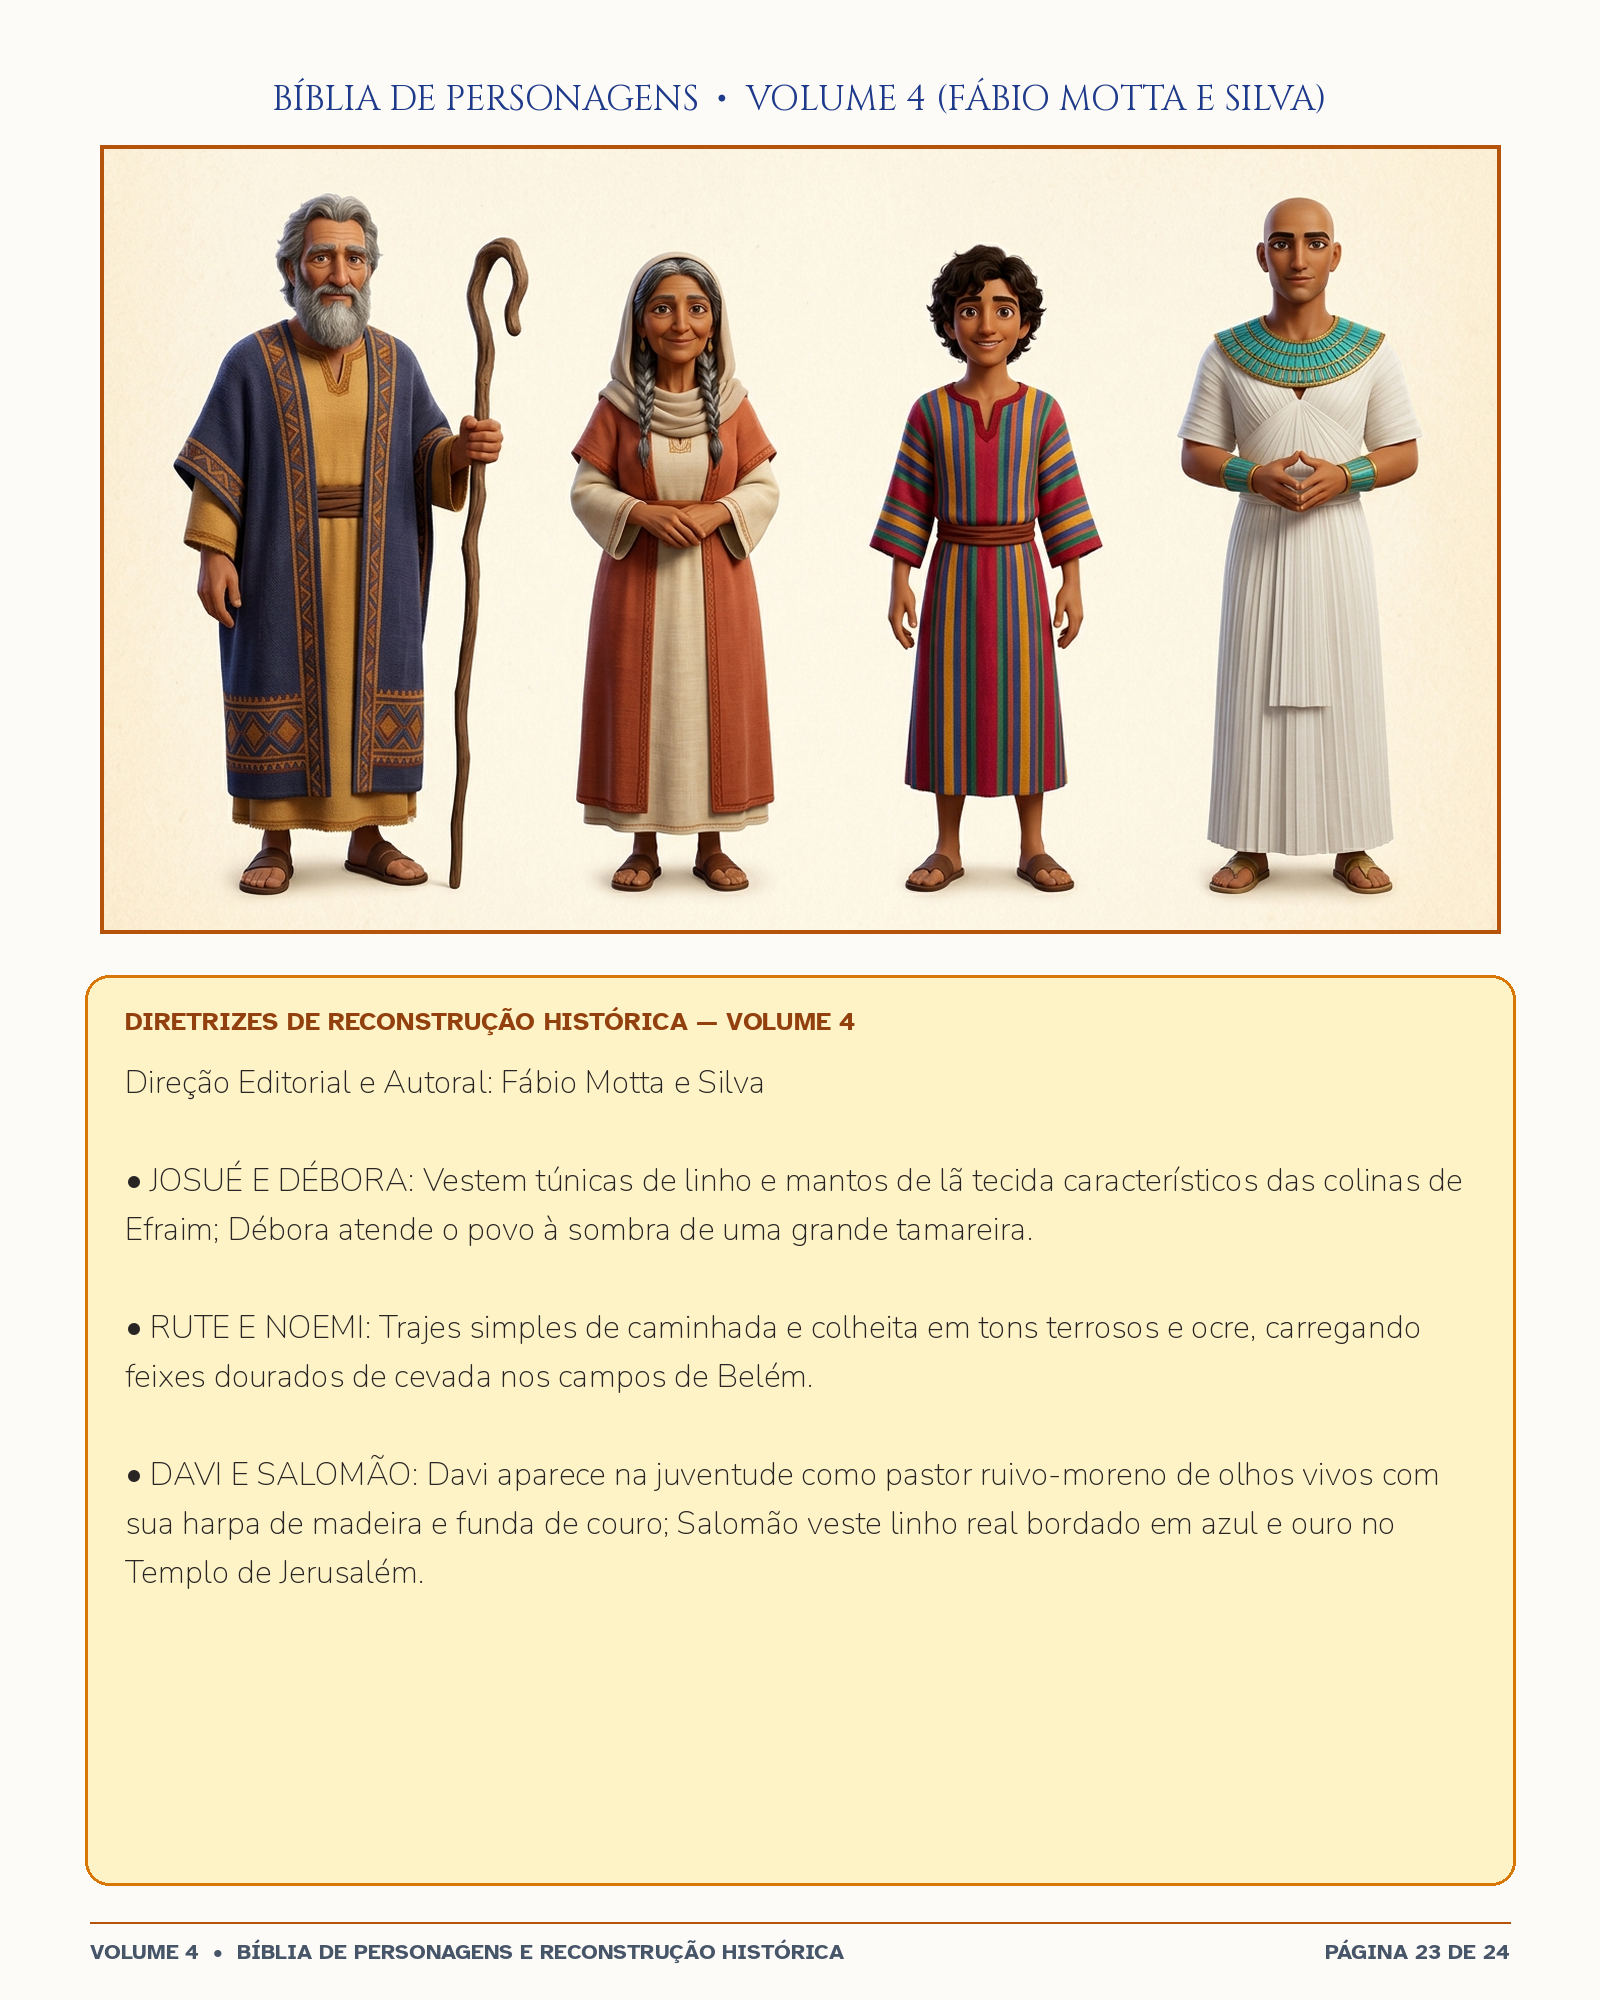 BÍBLIA DE PERSONAGENS • VOLUME 4 (FÁBIO MOTTA E SILVA)
DIRETRIZES DE RECONSTRUÇÃO HISTÓRICA — VOLUME 4
Direção Editorial e Autoral: Fábio Motta e Silva
• JOSUÉ E DÉBORA: Vestem túnicas de linho e mantos de lã tecida característicos das colinas de
Efraim; Débora atende o povo à sombra de uma grande tamareira.
• RUTE E NOEMI: Trajes simples de caminhada e colheita em tons terrosos e ocre, carregando
feixes dourados de cevada nos campos de Belém.
• DAVI E SALOMÃO: Davi aparece na juventude como pastor ruivo-moreno de olhos vivos com
sua harpa de madeira e funda de couro; Salomão veste linho real bordado em azul e ouro no
Templo de Jerusalém.
VOLUME 4 • BÍBLIA DE PERSONAGENS E RECONSTRUÇÃO HISTÓRICA
PÁGINA 23 DE 24